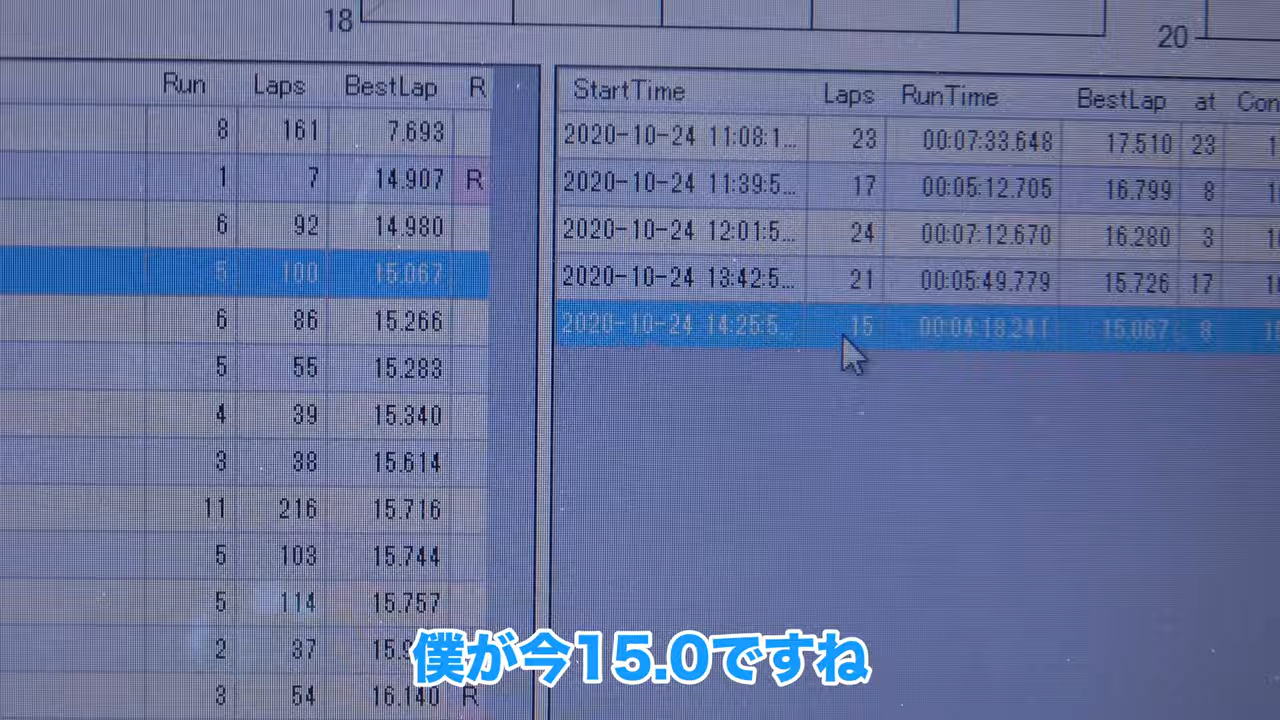 18
20
Run Laps BestLap R
8 161 7.693
1 7 14.907 R
6 92 14.980
5 100 15.067
6 86 15.266
5 55 15.283
4 39 15.340
3 38 15.614
11 216 15.716
5 103 15.744
5 114 15.757
2 37
3 54 16.140 R
StartTime Laps RunTime BestLap at
2020-10-24 11:08:1... 23 00:07:33.648 17.510 23
2020-10-24 11:39:5... 17 00:05:12.705 16.799 8
2020-10-24 12:01:5... 24 00:07:12.670 16.280 3
2020-10-24 13:42:5... 21 00:05:49.779 15.726 17
2020-10-24 14:25:5... 15 15.067 8
僕が今15.0ですね